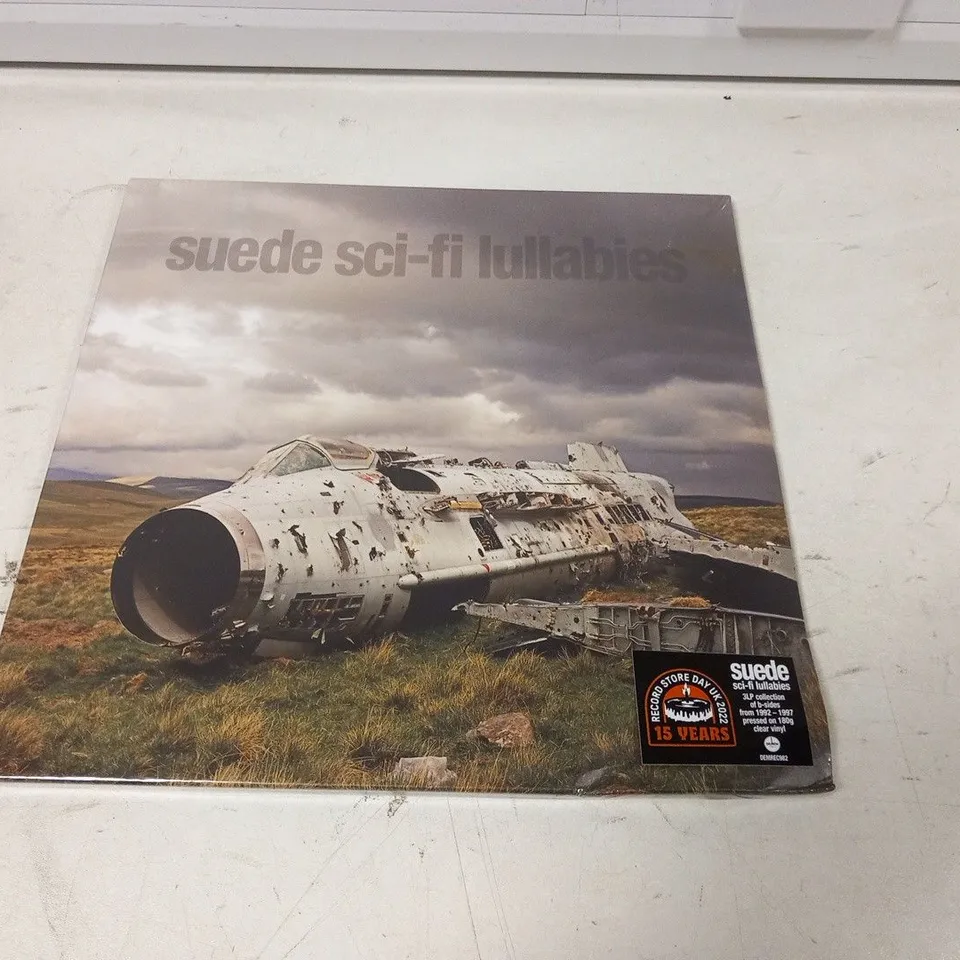 suede sci-fi lullabies
RECORD STORE DAY UK 2022
15 YEARS
suede
sci-fi lullabies
3LP collection
of b-sides
from 1992 – 1997
pressed on 180g
clear vinyl
DEMREC982